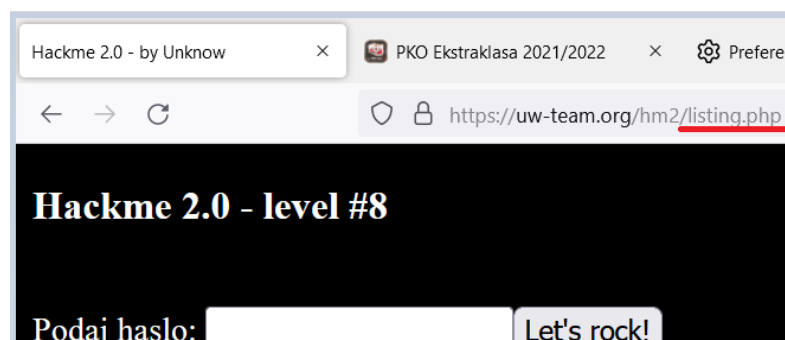 Hackme 2.0 - by Unknow × PKO Ekstraklasa 2021/2022 × Prefere
https://uw-team.org/hm2/listing.php
Hackme 2.0 - level #8
Podaj haslo: Let's rock!